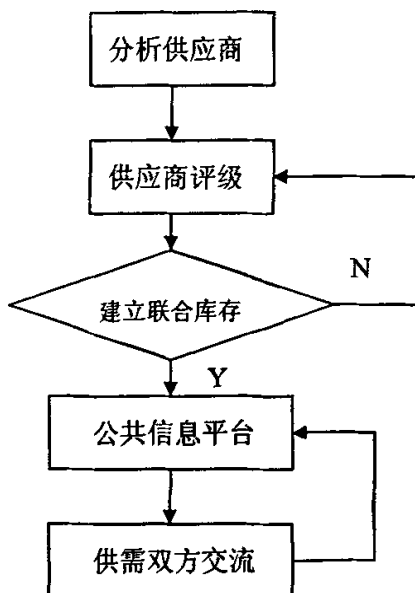 分析供应商
供应商评级
N
建立联合库存
Y
公共信息平台
供需双方交流